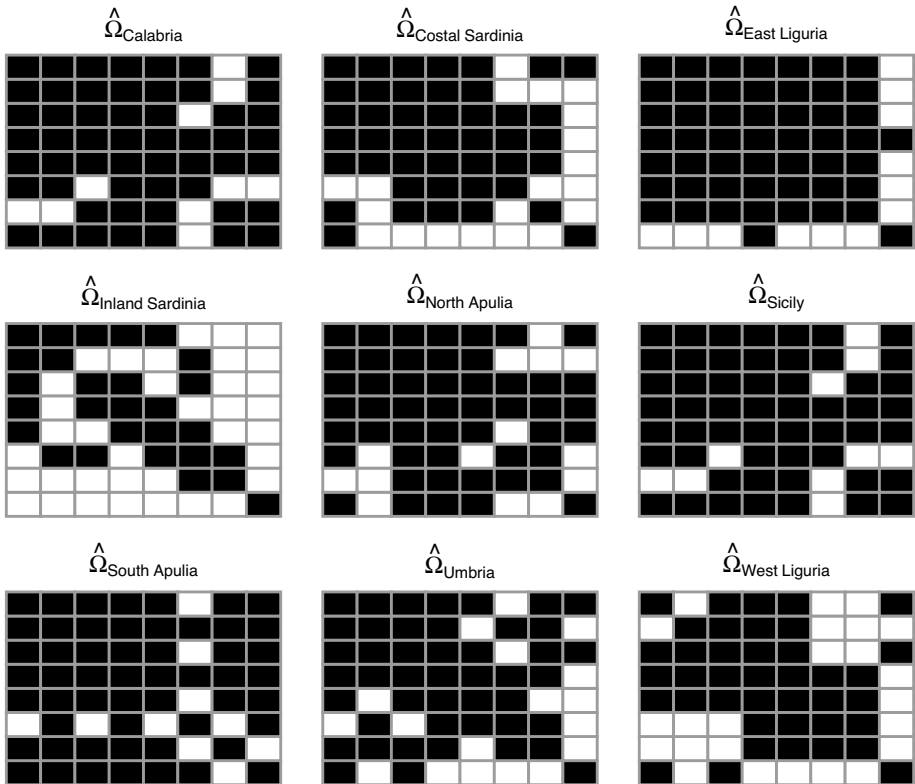 Ω̂Calabria
Ω̂Costal Sardinia
Ω̂East Liguria
Ω̂Inland Sardinia
Ω̂North Apulia
Ω̂Sicily
Ω̂South Apulia
Ω̂Umbria
Ω̂West Liguria